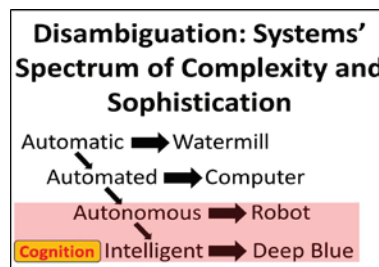 Disambiguation: Systems'
Spectrum of Complexity and
Sophistication
Automatic Watermill
Automated Computer
Autonomous Robot
Cognition Intelligent Deep Blue